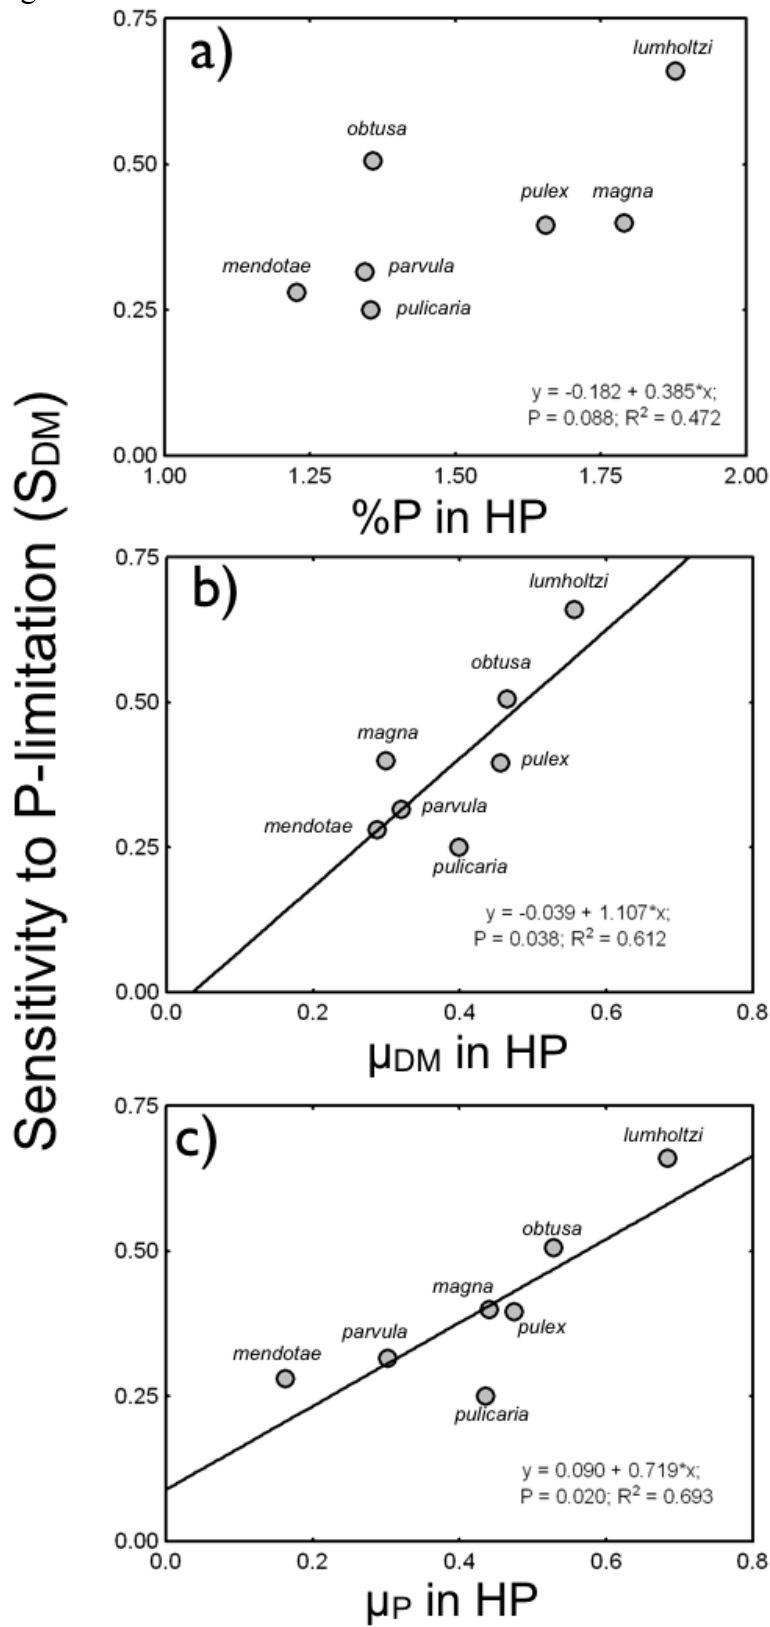 a)
0.75
0.50
0.25
0.00
lumholtzi
obtusa
pulex magna
mendotae parvula
pulicaria
y = -0.182 + 0.385*x;
P = 0.088; R² = 0.472
1.00 1.25 1.50 1.75 2.00
%P in HP
Sensitivity to P-limitation (SDM)
b)
0.75
0.50
0.25
0.00
lumholtzi
obtusa
magna
pulex
parvula
mendotae
pulicaria
y = -0.039 + 1.107*x;
P = 0.038; R² = 0.612
0.0 0.2 0.4 0.6 0.8
µDM in HP
c)
0.75
0.50
0.25
0.00
lumholtzi
obtusa
magna
pulex
parvula
mendotae
pulicaria
y = 0.090 + 0.719*x;
P = 0.020; R² = 0.693
0.0 0.2 0.4 0.6 0.8
µP in HP